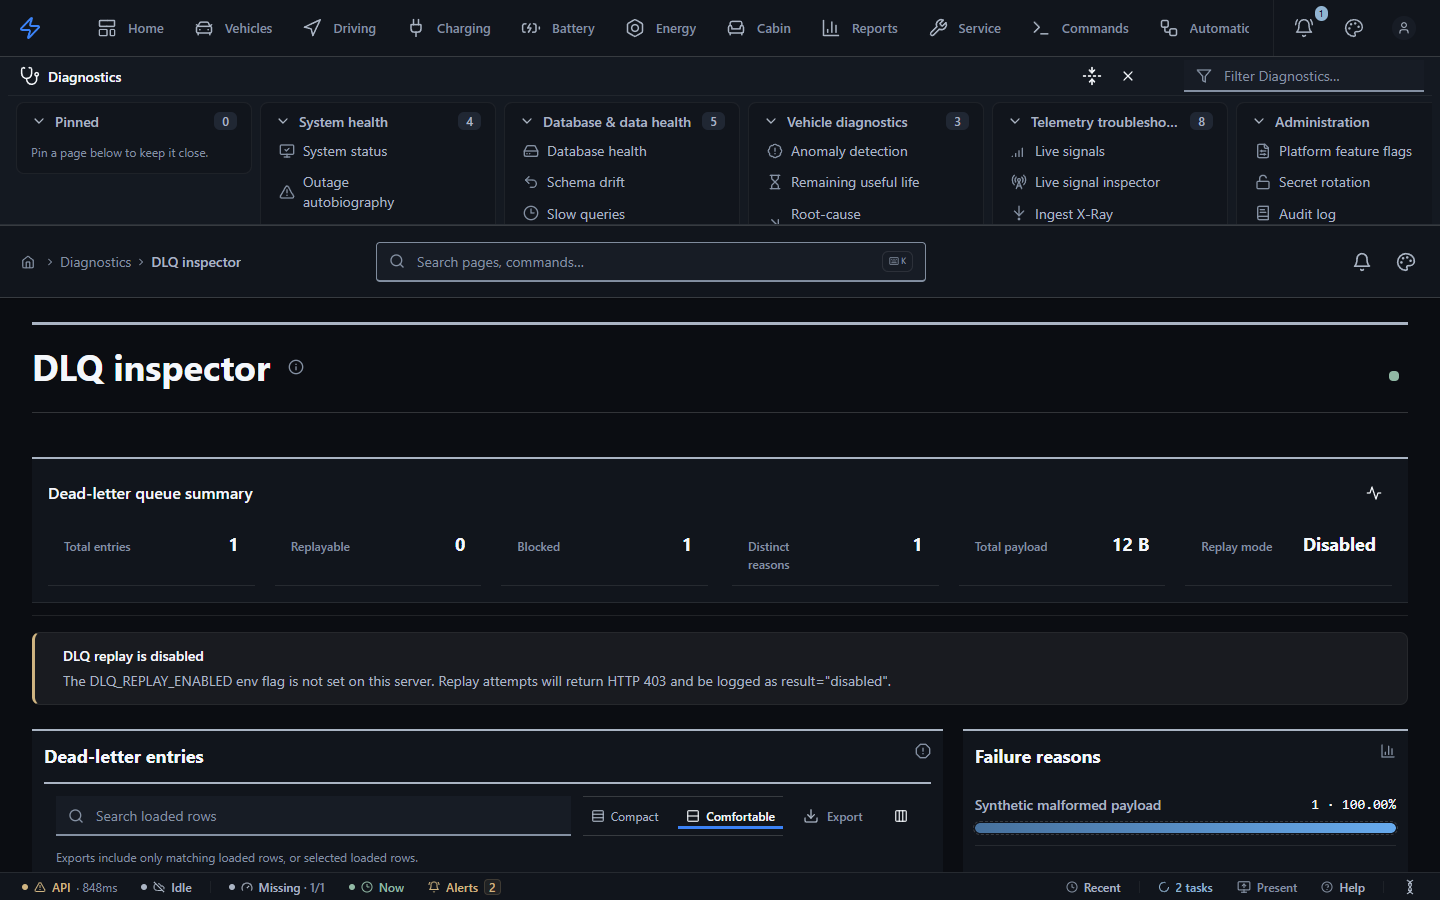 Home Vehicles Driving Charging Battery Energy Cabin Reports Service Commands Automatic 1
Diagnostics Filter Diagnostics...
Pinned 0
Pin a page below to keep it close.
System health 4
System status
Outage
autobiography
Database & data health 5
Database health
Schema drift
Slow queries
Vehicle diagnostics 3
Anomaly detection
Remaining useful life
Root-cause
Telemetry troublesho... 8
Live signals
Live signal inspector
Ingest X-Ray
Administration
Platform feature flags
Secret rotation
Audit log
Diagnostics DLQ inspector Search pages, commands... K
DLQ inspector
Dead-letter queue summary
Total entries 1
Replayable 0
Blocked 1
Distinct
reasons 1
Total payload 12 B
Replay mode Disabled
DLQ replay is disabled
The DLQ_REPLAY_ENABLED env flag is not set on this server. Replay attempts will return HTTP 403 and be logged as result="disabled".
Dead-letter entries
Search loaded rows Compact Comfortable Export
Exports include only matching loaded rows, or selected loaded rows.
Failure reasons
Synthetic malformed payload 1 · 100.00%
API · 848ms Idle Missing · 1/1 Now Alerts 2 Recent 2 tasks Present Help